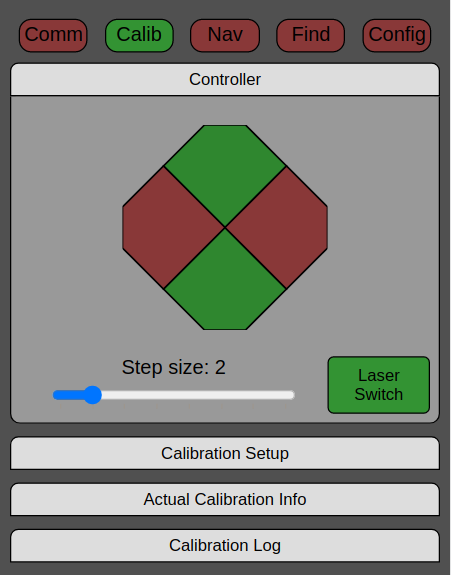 Comm Calib Nav Find Config
Controller
Step size: 2
Laser
Switch
Calibration Setup
Actual Calibration Info
Calibration Log